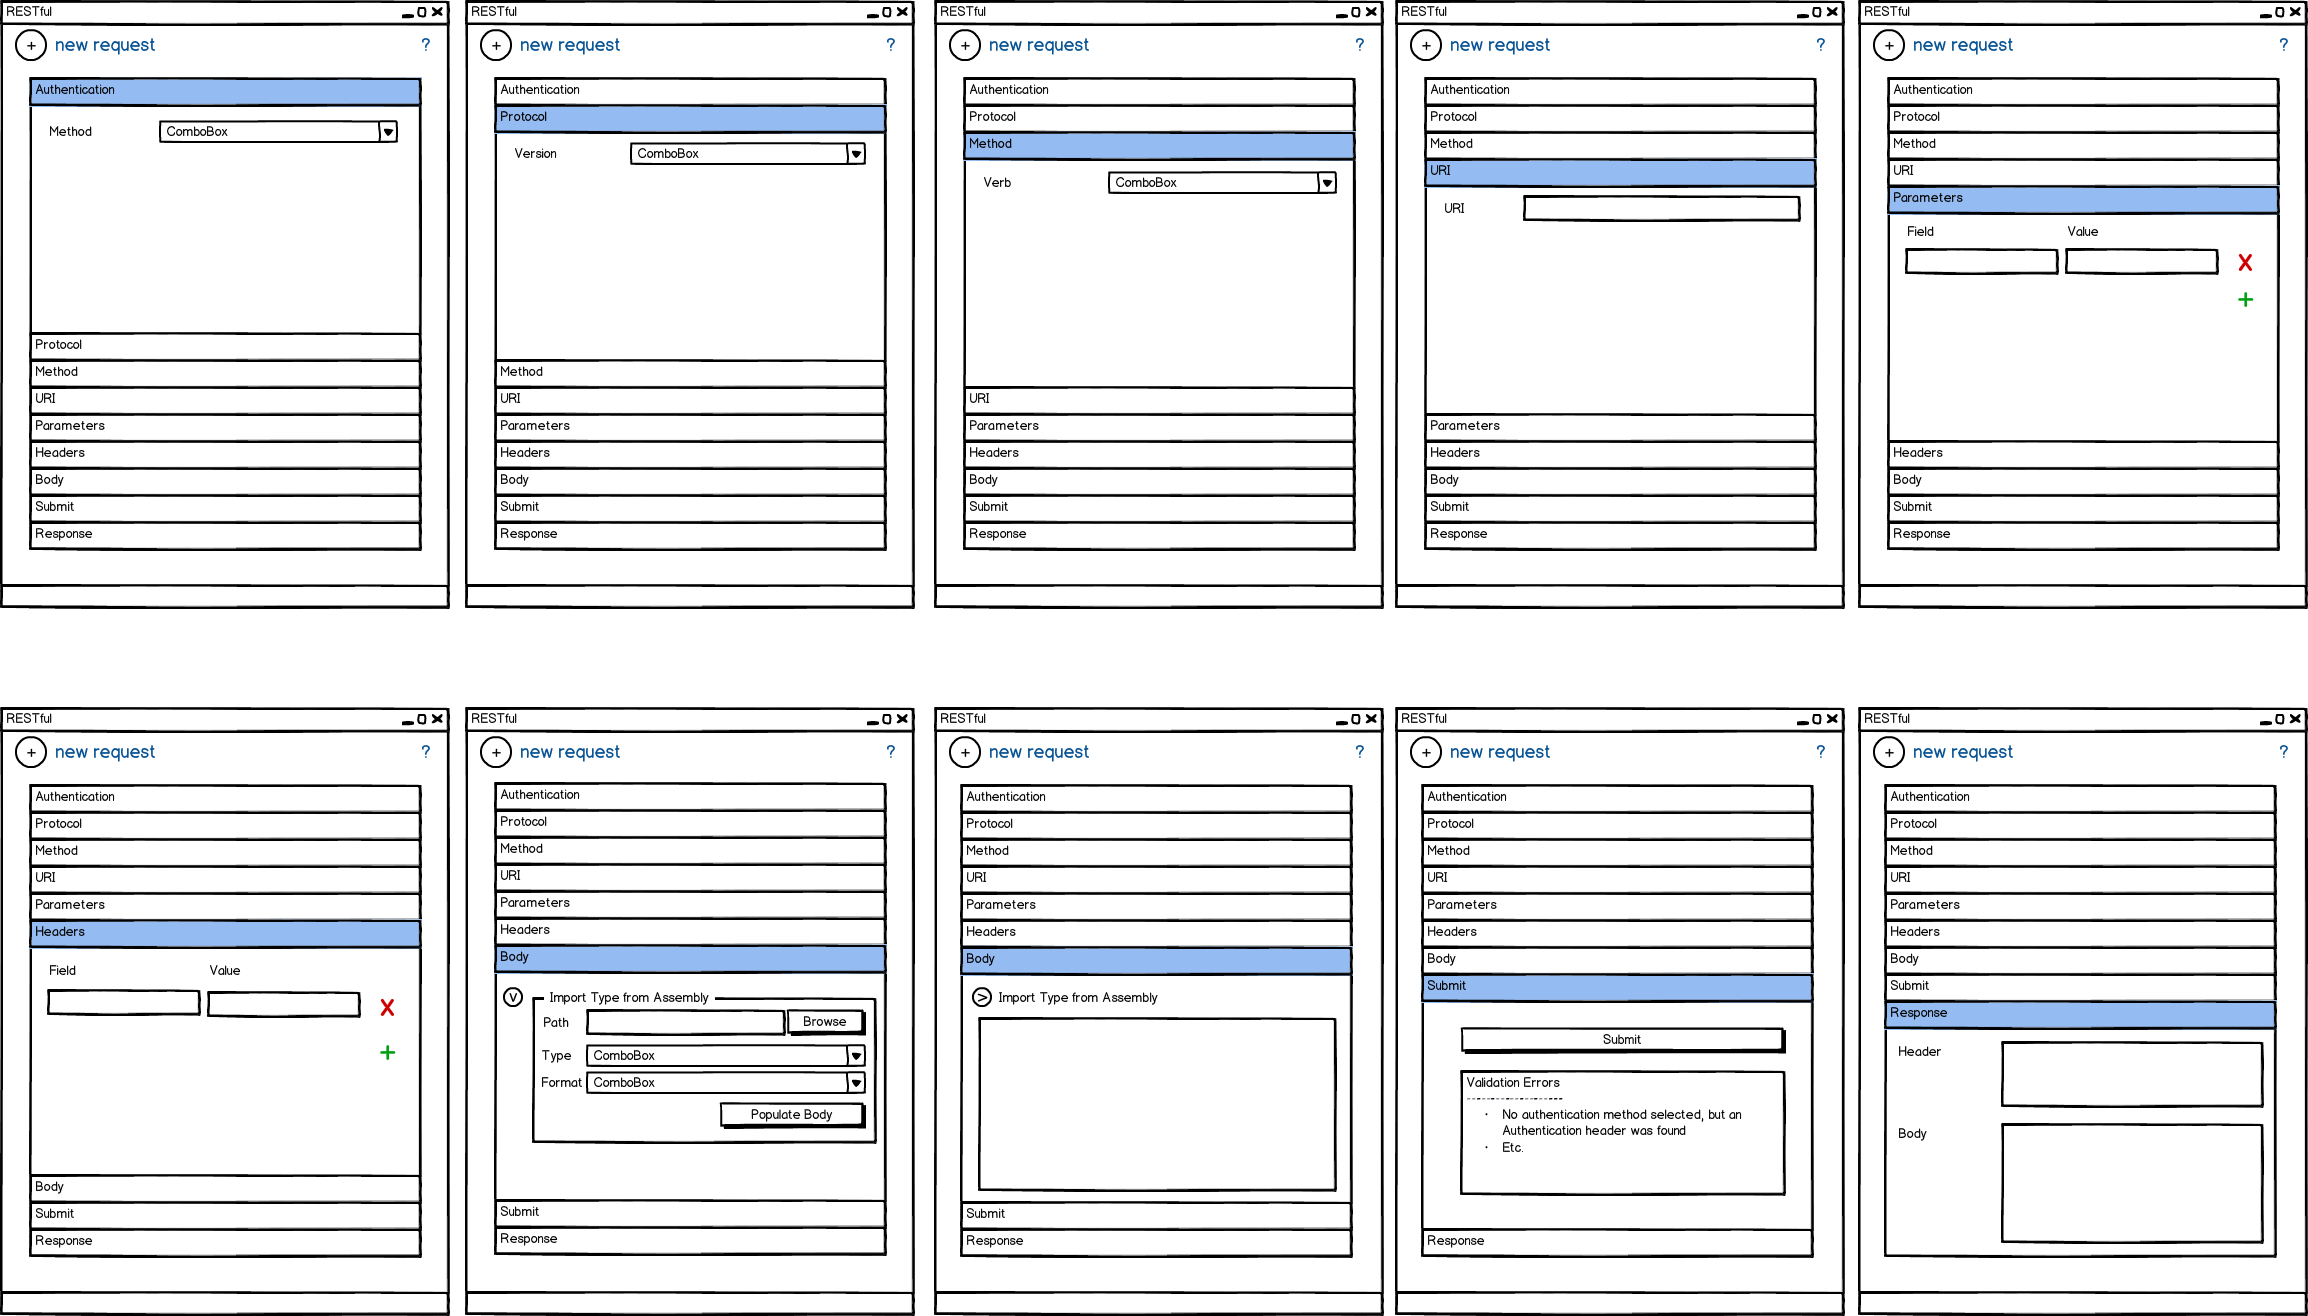 RESTful
+ new request ?
Authentication
Method ComboBox
Protocol
Method
URI
Parameters
Headers
Body
Submit
Response
RESTful
+ new request ?
Authentication
Protocol
Version ComboBox
Method
URI
Parameters
Headers
Body
Submit
Response
RESTful
+ new request ?
Authentication
Protocol
Method
Verb ComboBox
URI
Parameters
Headers
Body
Submit
Response
RESTful
+ new request ?
Authentication
Protocol
Method
URI
URI
Parameters
Headers
Body
Submit
Response
RESTful
+ new request ?
Authentication
Protocol
Method
URI
Parameters
Field Value
X
+
Headers
Body
Submit
Response
RESTful
+ new request ?
Authentication
Protocol
Method
URI
Parameters
Headers
Field Value
X
+
Body
Submit
Response
RESTful
+ new request ?
Authentication
Protocol
Method
URI
Parameters
Headers
Body
v Import Type from Assembly
Path Browse
Type ComboBox
Format ComboBox
Populate Body
Submit
Response
RESTful
+ new request ?
Authentication
Protocol
Method
URI
Parameters
Headers
Body
> Import Type from Assembly
Submit
Response
RESTful
+ new request ?
Authentication
Protocol
Method
URI
Parameters
Headers
Body
Submit
Submit
Validation Errors
-------------------
• No authentication method selected, but an
Authentication header was found
• Etc.
Response
RESTful
+ new request ?
Authentication
Protocol
Method
URI
Parameters
Headers
Body
Submit
Response
Header
Body